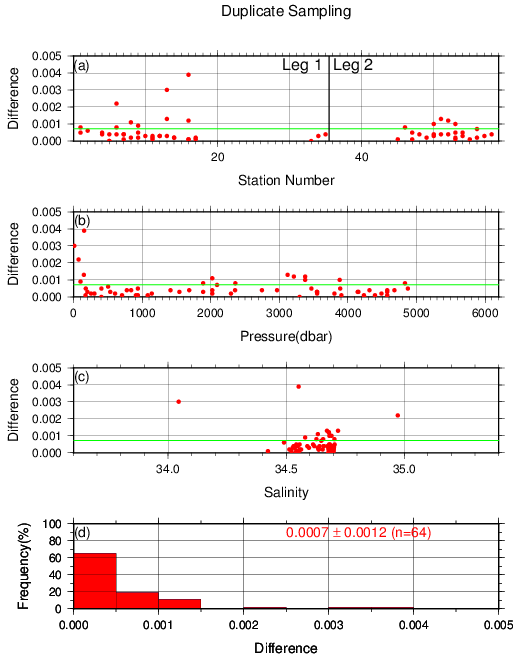 Duplicate Sampling
(a) Leg 1 Leg 2
0.005
0.004
0.003
0.002
0.001
0.000
Difference
20 40
Station Number
(b)
0.005
0.004
0.003
0.002
0.001
0.000
Difference
0 1000 2000 3000 4000 5000 6000
Pressure(dbar)
(c)
0.005
0.004
0.003
0.002
0.001
0.000
Difference
34.0 34.5 35.0
Salinity
(d) 0.0007 ± 0.0012 (n=64)
100
80
60
40
20
0
Frequency(%)
0.000 0.001 0.002 0.003 0.004 0.005
Difference